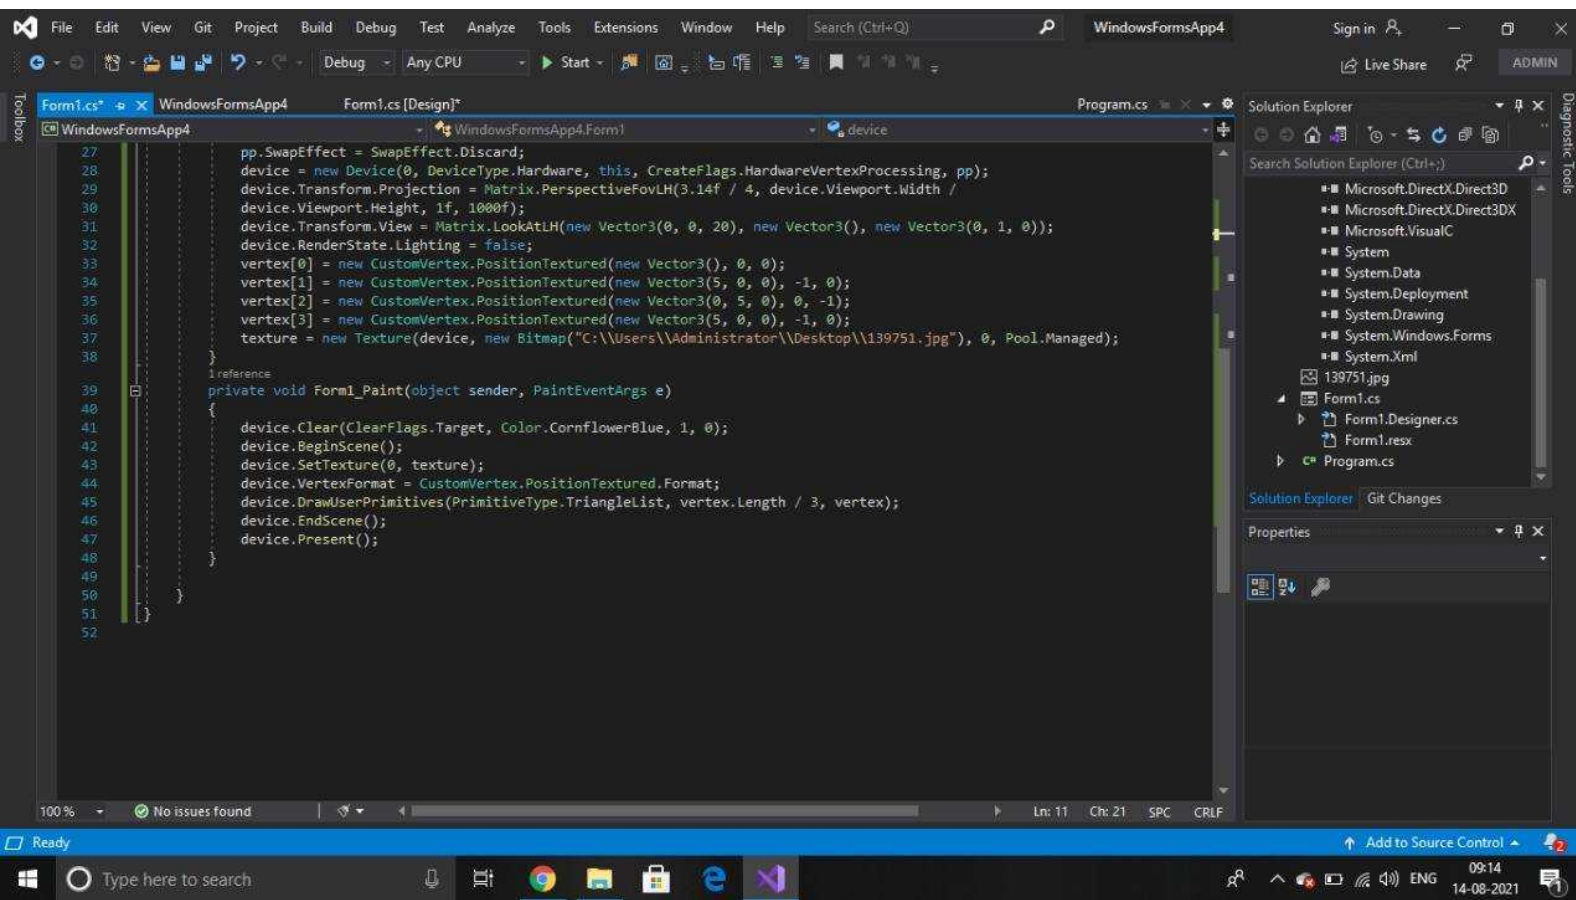 File Edit View Git Project Build Debug Test Analyze Tools Extensions Window Help Search (Ctrl+Q) WindowsFormsApp4 Sign in
Debug Any CPU Start Live Share ADMIN
Toolbox
Form1.cs* WindowsFormsApp4 Form1.cs [Design]* Program.cs
WindowsFormsApp4 WindowsFormsApp4.Form1 device
27 pp.SwapEffect = SwapEffect.Discard;
28 device = new Device(0, DeviceType.Hardware, this, CreateFlags.HardwareVertexProcessing, pp);
29 device.Transform.Projection = Matrix.PerspectiveFovLH(3.14f / 4, device.Viewport.Width /
30 device.Viewport.Height, 1f, 1000f);
31 device.Transform.View = Matrix.LookAtLH(new Vector3(0, 0, 20), new Vector3(), new Vector3(0, 1, 0));
32 device.RenderState.Lighting = false;
33 vertex[0] = new CustomVertex.PositionTextured(new Vector3(), 0, 0);
34 vertex[1] = new CustomVertex.PositionTextured(new Vector3(5, 0, 0), -1, 0);
35 vertex[2] = new CustomVertex.PositionTextured(new Vector3(0, 5, 0), 0, -1);
36 vertex[3] = new CustomVertex.PositionTextured(new Vector3(5, 0, 0), -1, 0);
37 texture = new Texture(device, new Bitmap("C:\\Users\\Administrator\\Desktop\\139751.jpg"), 0, Pool.Managed);
38 }
1 reference
39 private void Form1_Paint(object sender, PaintEventArgs e)
40 {
41 device.Clear(ClearFlags.Target, Color.CornflowerBlue, 1, 0);
42 device.BeginScene();
43 device.SetTexture(0, texture);
44 device.VertexFormat = CustomVertex.PositionTextured.Format;
45 device.DrawUserPrimitives(PrimitiveType.TriangleList, vertex.Length / 3, vertex);
46 device.EndScene();
47 device.Present();
48 }
49
50 }
51 }
52
100 % No issues found Ln: 11 Ch: 21 SPC CRLF
Solution Explorer
Search Solution Explorer (Ctrl+;)
Microsoft.DirectX.Direct3D
Microsoft.DirectX.Direct3DX
Microsoft.VisualC
System
System.Data
System.Deployment
System.Drawing
System.Windows.Forms
System.Xml
139751.jpg
Form1.cs
Form1.Designer.cs
Form1.resx
C# Program.cs
Solution Explorer Git Changes
Properties
Diagnostic Tools
Ready Add to Source Control 2
Type here to search ENG 09:14
14-08-2021 1